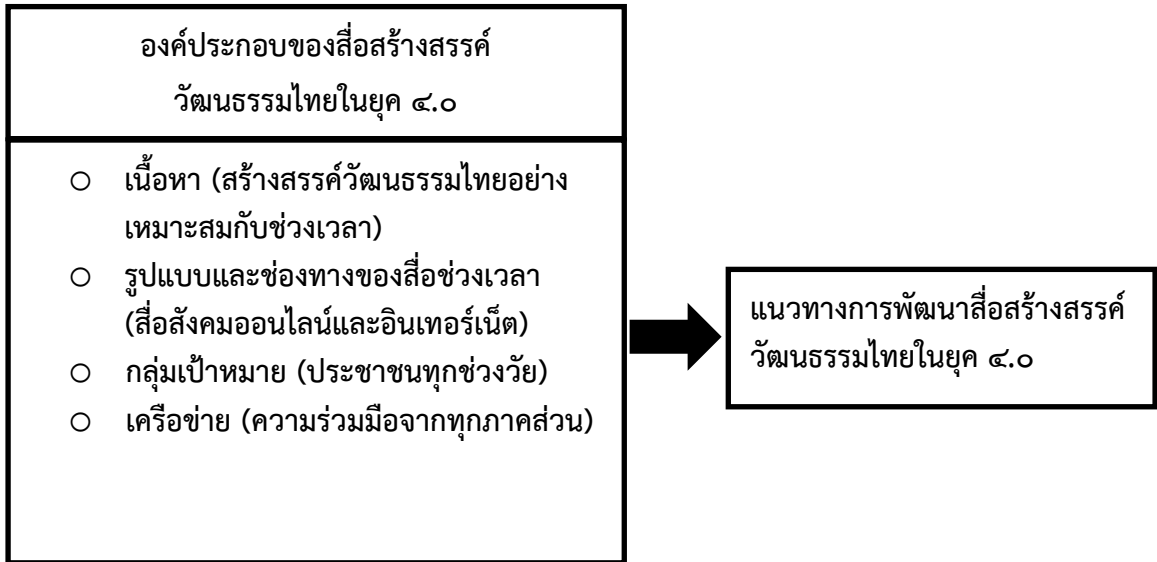 องค์ประกอบของสื่อสร้างสรรค์
วัฒนธรรมไทยในยุค ๔.๐
○ เนื้อหา (สร้างสรรค์วัฒนธรรมไทยอย่าง
เหมาะสมกับช่วงเวลา)
○ รูปแบบและช่องทางของสื่อช่วงเวลา
(สื่อสังคมออนไลน์และอินเทอร์เน็ต)
○ กลุ่มเป้าหมาย (ประชาชนทุกช่วงวัย)
○ เครือข่าย (ความร่วมมือจากทุกภาคส่วน)
แนวทางการพัฒนาสื่อสร้างสรรค์
วัฒนธรรมไทยในยุค ๔.๐